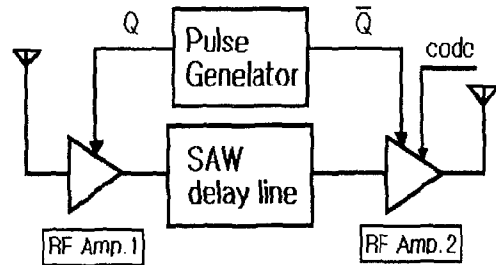 Q
Pulse
Genelator
Q̅
codc
SAW
delay line
RF Amp.1
RF Amp.2